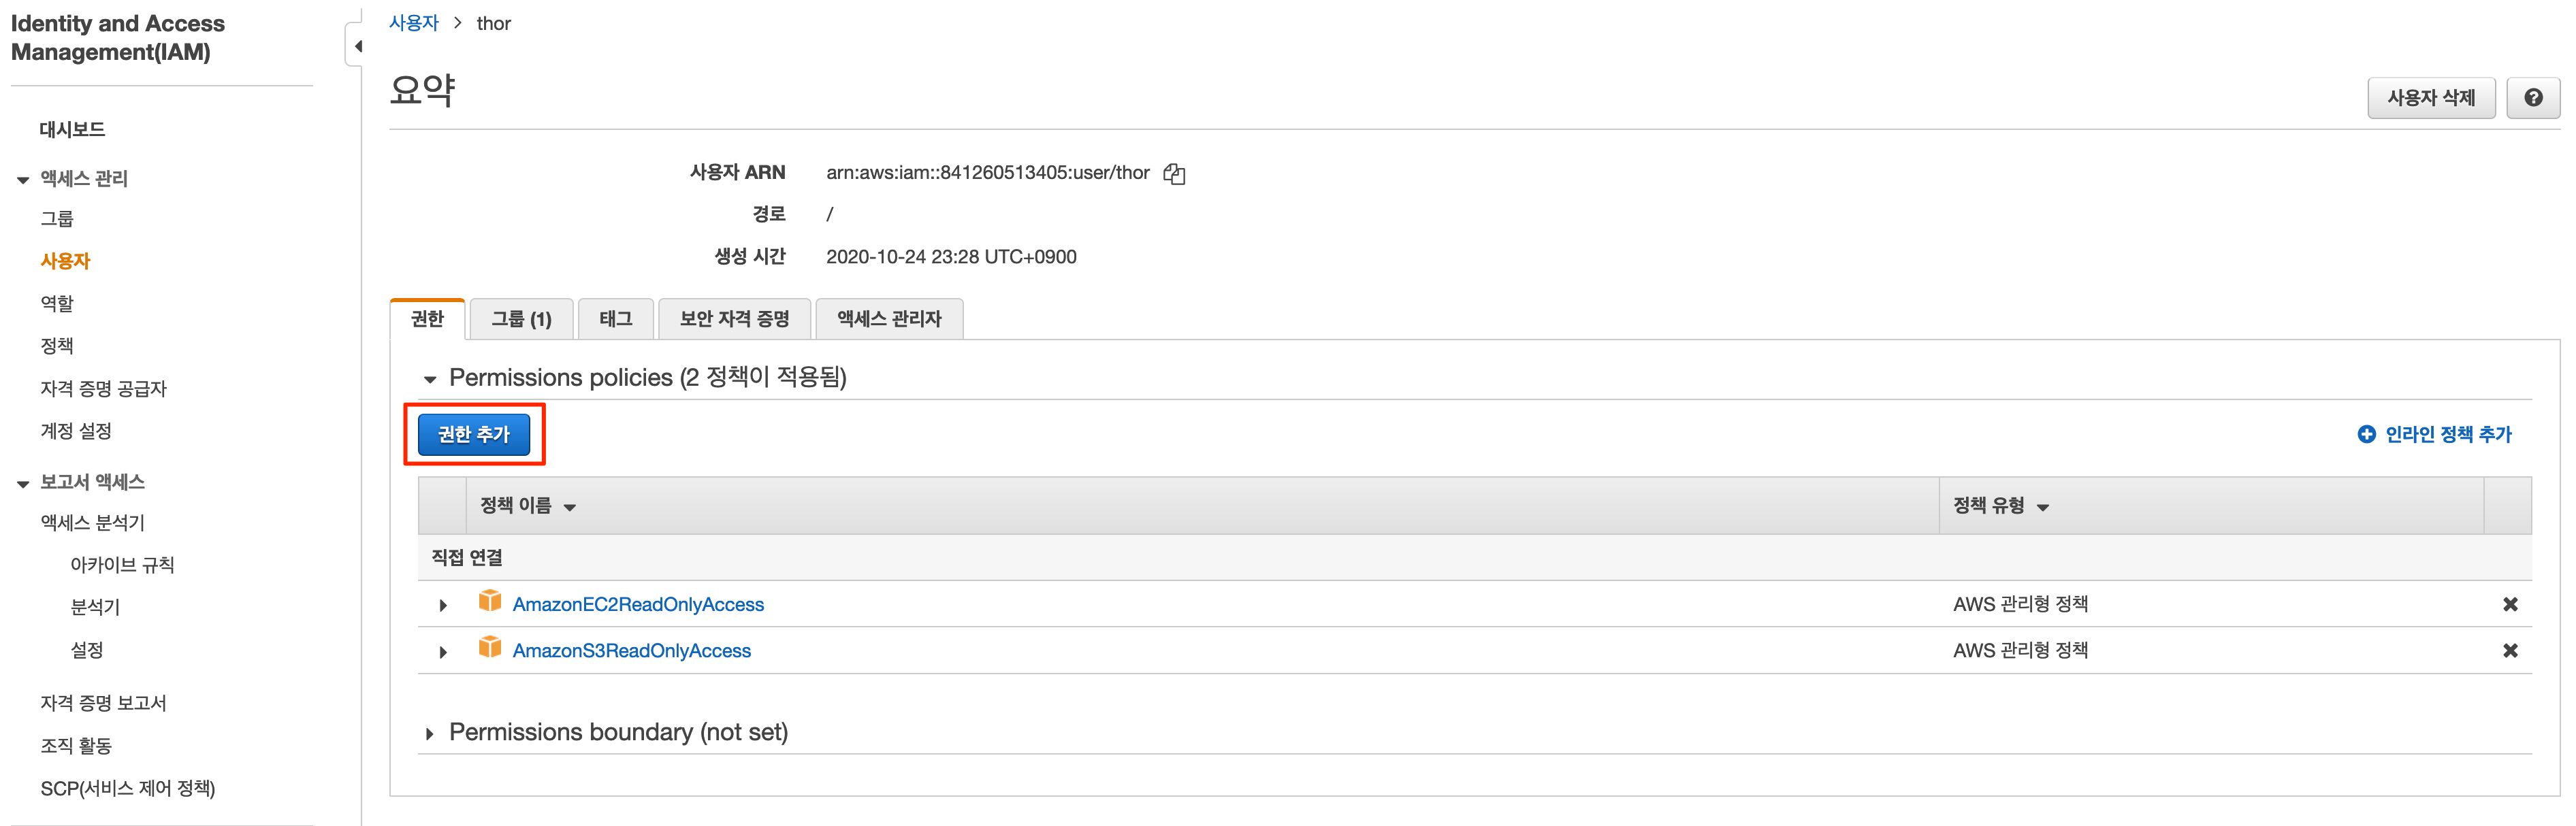 Identity and Access
Management(IAM)
대시보드
액세스 관리
그룹
사용자
역할
정책
자격 증명 공급자
계정 설정
보고서 액세스
액세스 분석기
아카이브 규칙
분석기
설정
자격 증명 보고서
조직 활동
SCP(서비스 제어 정책)
사용자 > thor
요약
사용자 삭제
?
사용자 ARN arn:aws:iam::841260513405:user/thor
경로 /
생성 시간 2020-10-24 23:28 UTC+0900
권한 그룹 (1) 태그 보안 자격 증명 액세스 관리자
Permissions policies (2 정책이 적용됨)
권한 추가 인라인 정책 추가
정책 이름 정책 유형
직접 연결
AmazonEC2ReadOnlyAccess AWS 관리형 정책
AmazonS3ReadOnlyAccess AWS 관리형 정책
Permissions boundary (not set)